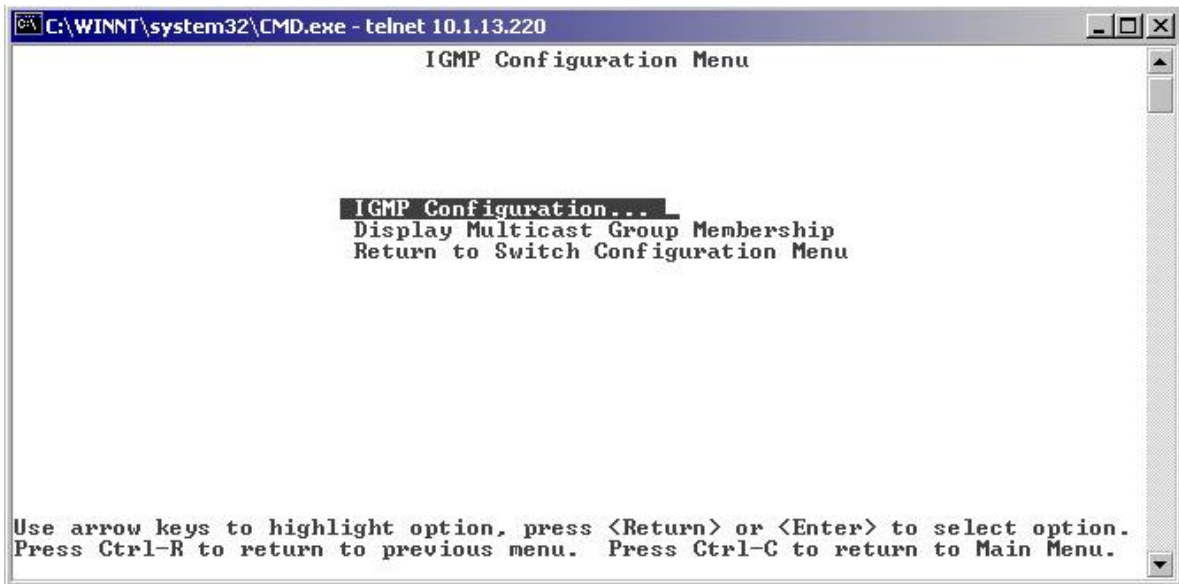 C:\WINNT\system32\CMD.exe - telnet 10.1.13.220
IGMP Configuration Menu
IGMP Configuration...
Display Multicast Group Membership
Return to Switch Configuration Menu
Use arrow keys to highlight option, press <Return> or <Enter> to select option.
Press Ctrl-R to return to previous menu.  Press Ctrl-C to return to Main Menu.